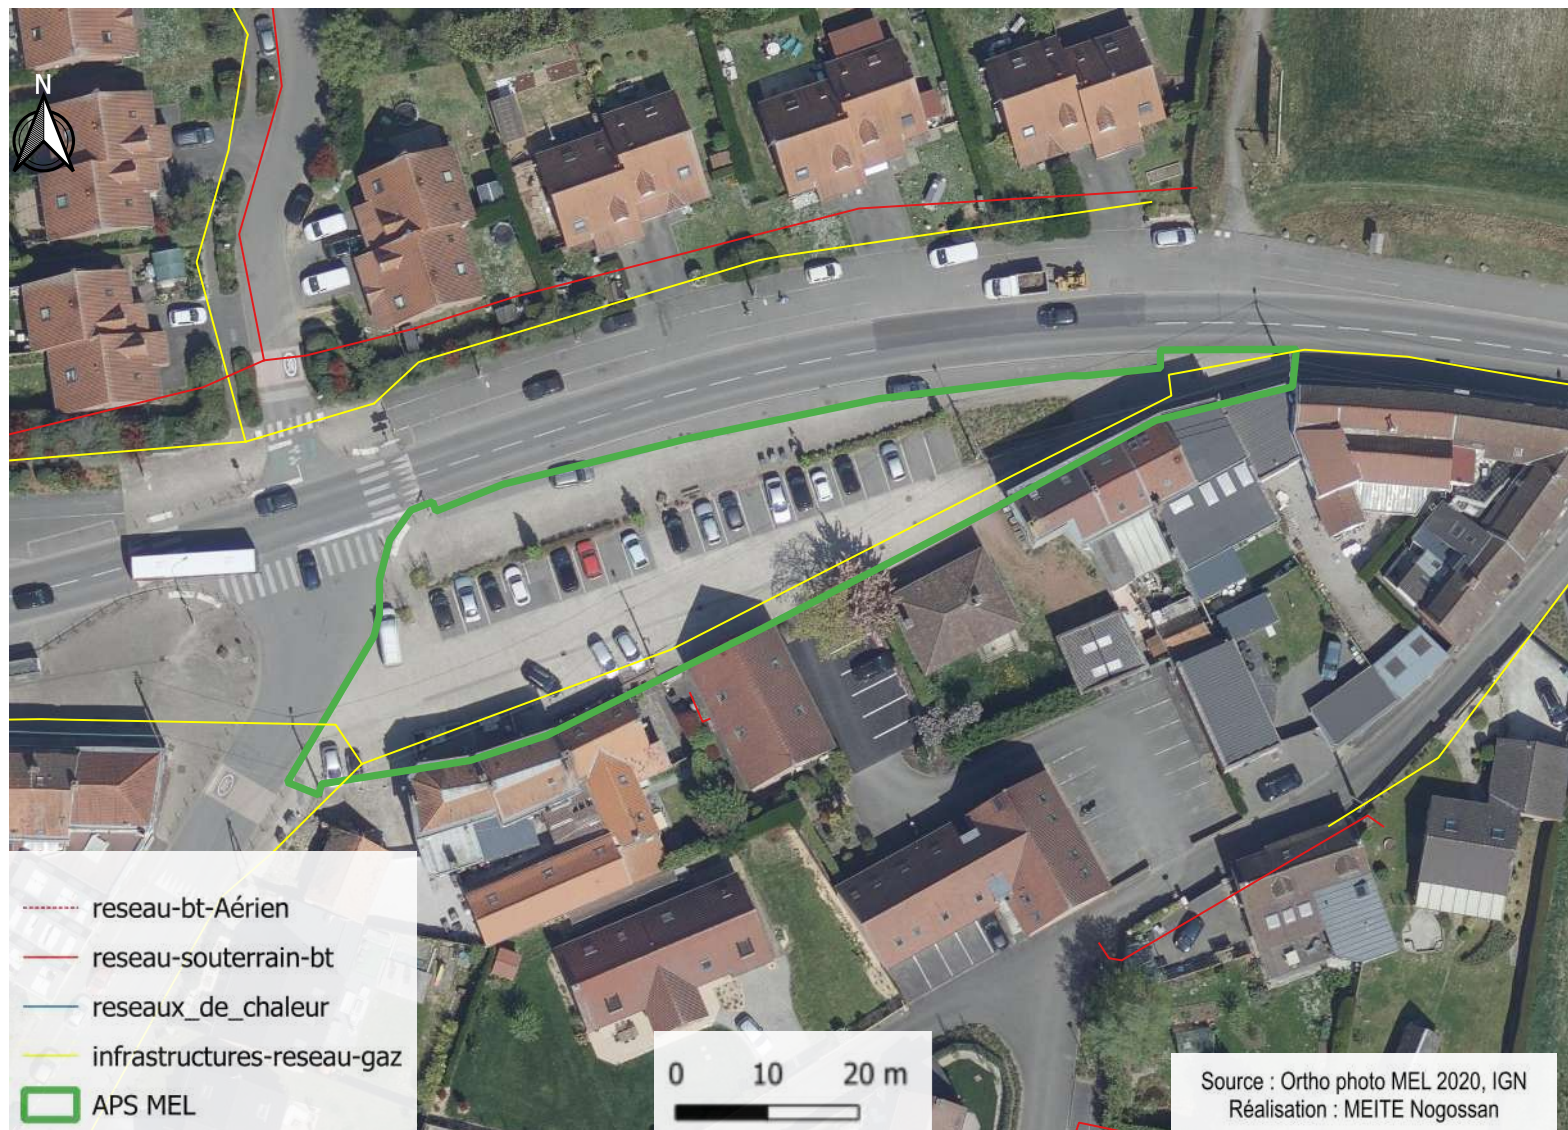 N
reseau-bt-Aérien
reseau-souterrain-bt
reseaux_de_chaleur
infrastructures-reseau-gaz
APS MEL
0 10 20 m
Source : Ortho photo MEL 2020, IGN
Réalisation : MEITE Nogossan